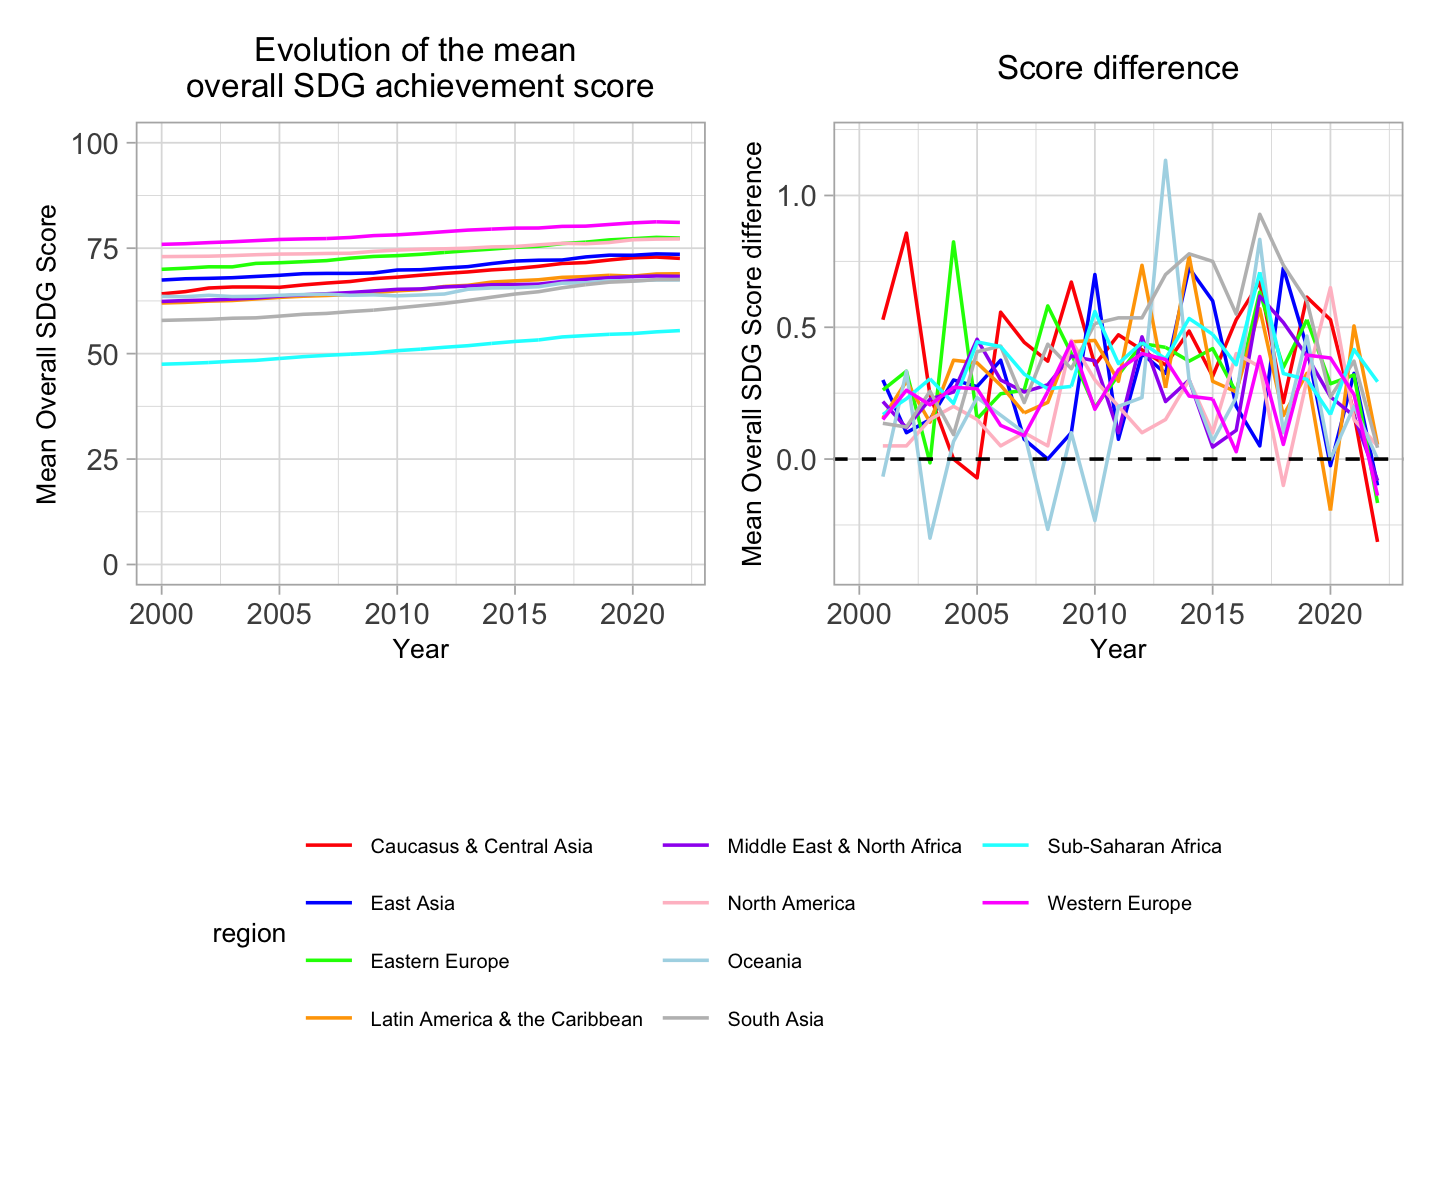 Evolution of the mean
overall SDG achievement score
Mean Overall SDG Score
100
75
50
25
0
2000 2005 2010 2015 2020
Year
Score difference
Mean Overall SDG Score difference
1.0
0.5
0.0
2000 2005 2010 2015 2020
Year
region
Caucasus & Central Asia
East Asia
Eastern Europe
Latin America & the Caribbean
Middle East & North Africa
North America
Oceania
South Asia
Sub-Saharan Africa
Western Europe